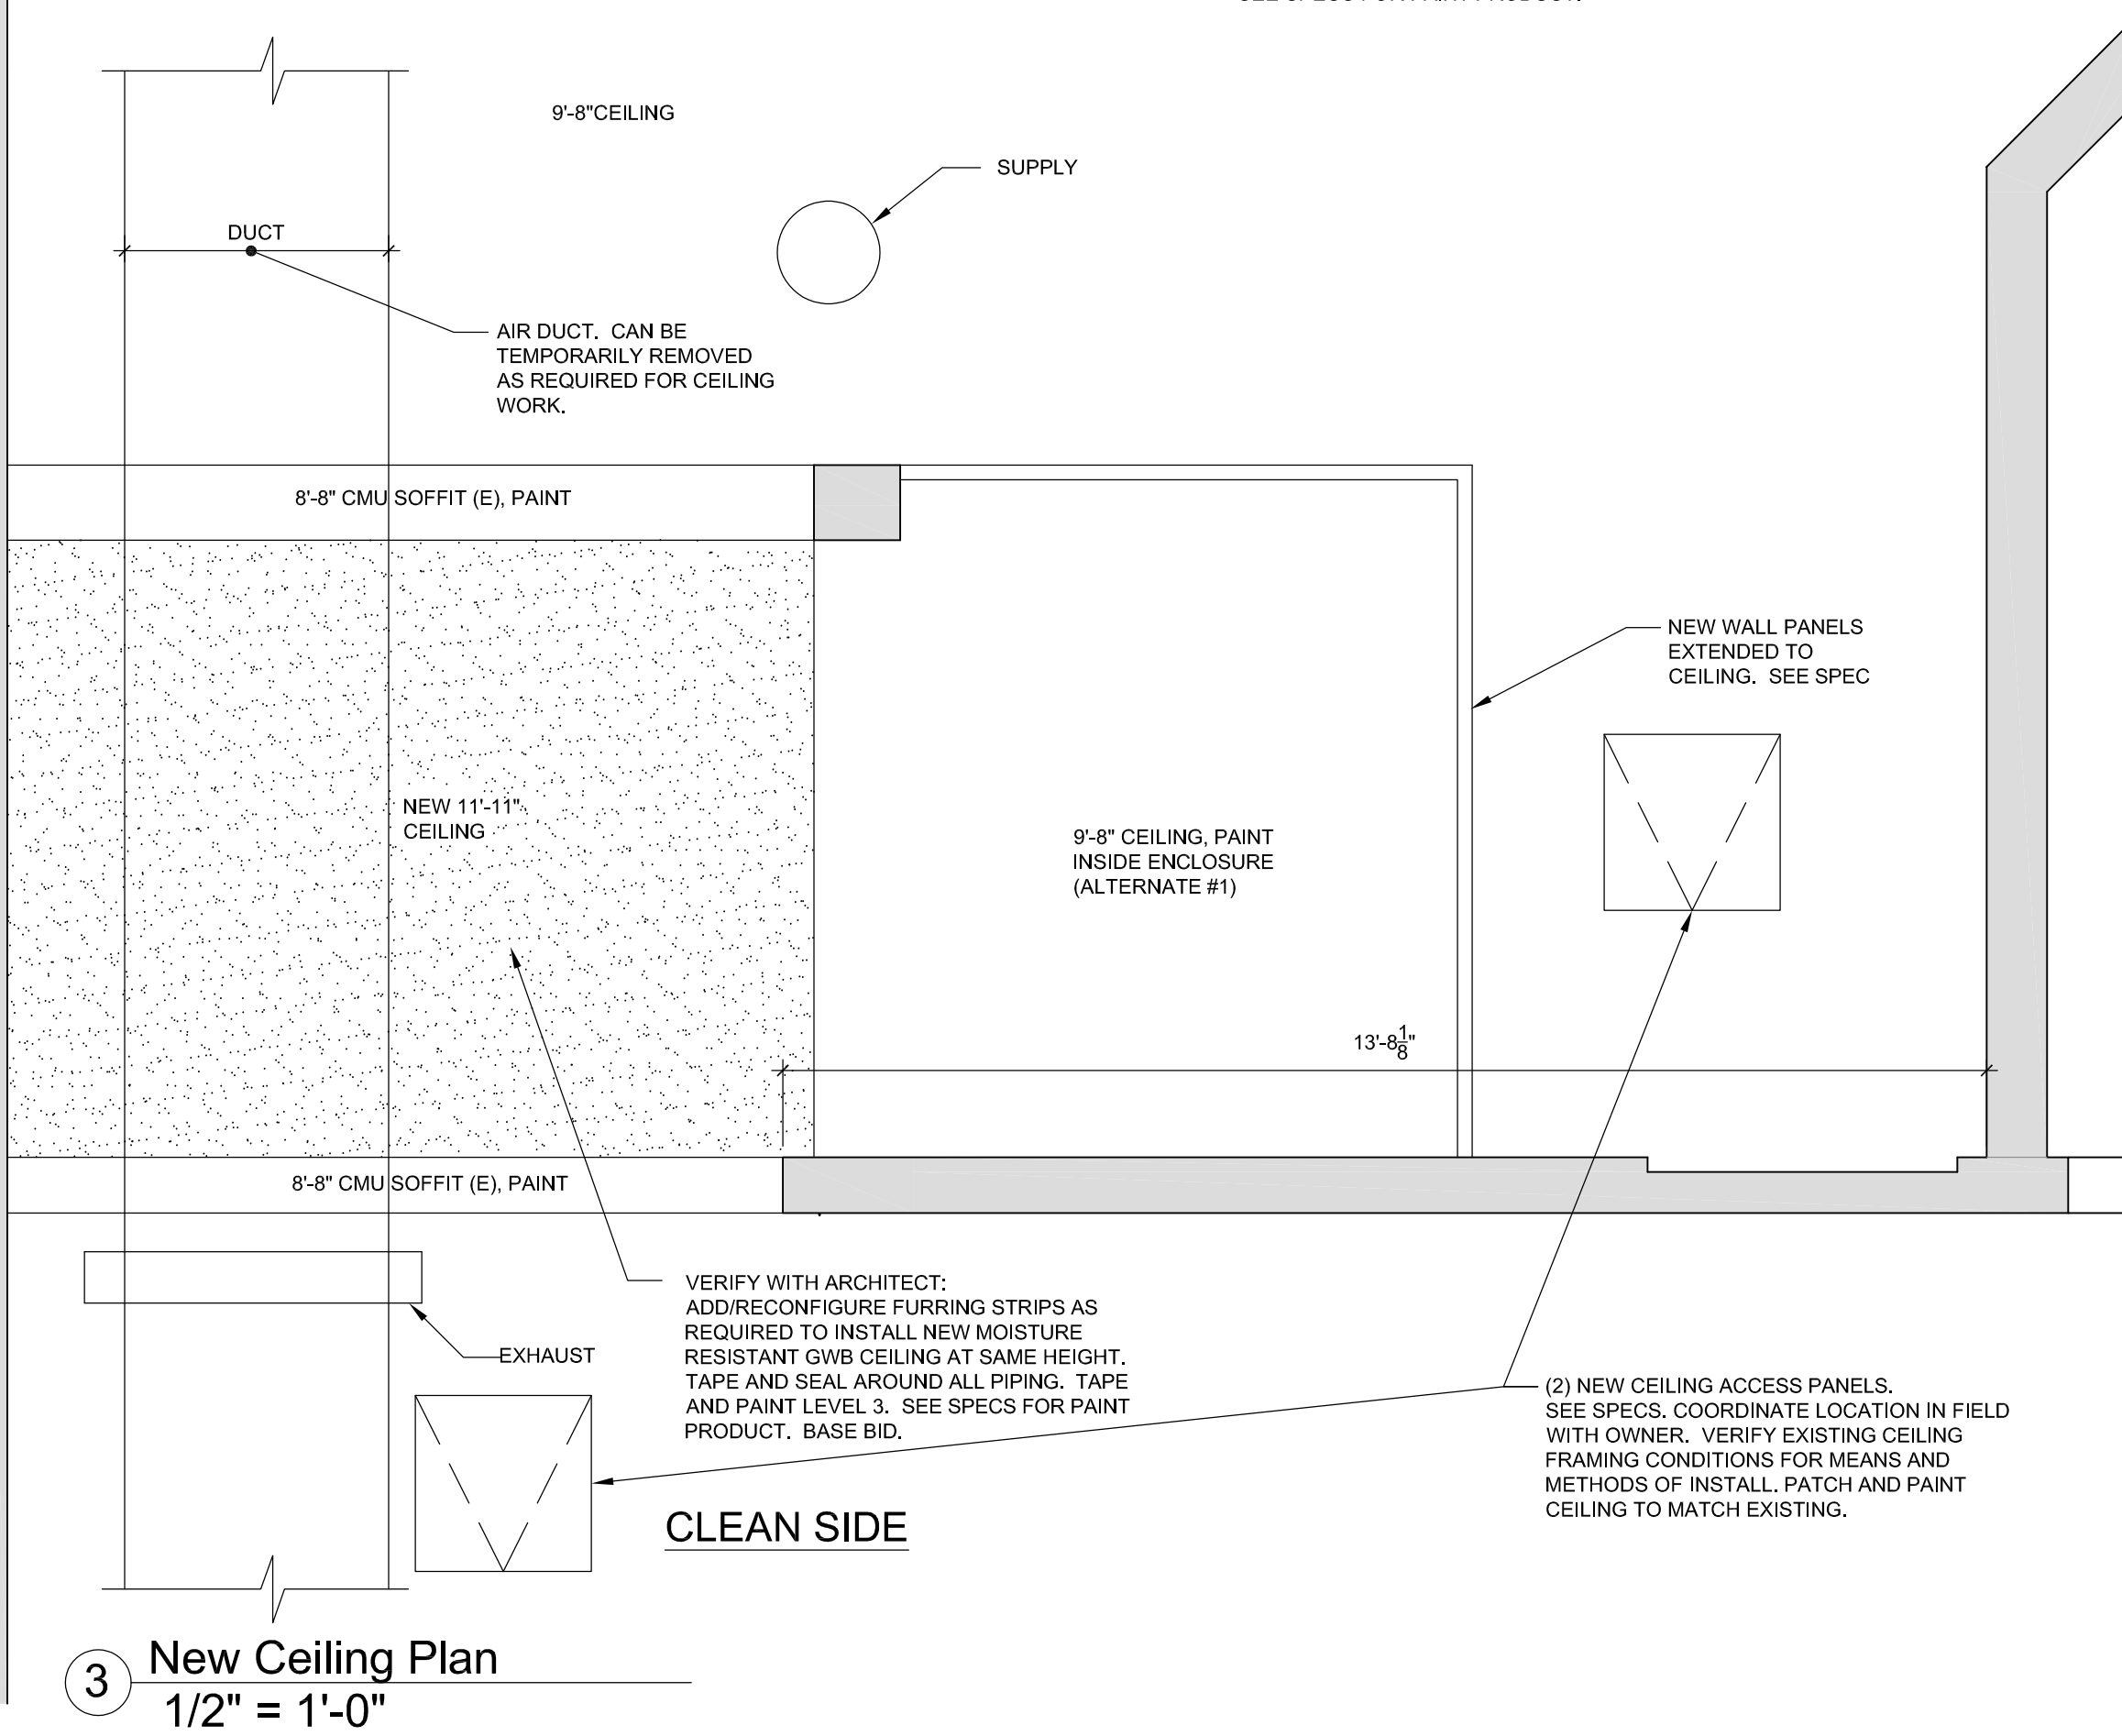 9'-8"CEILING
SUPPLY
DUCT
AIR DUCT. CAN BE
TEMPORARILY REMOVED
AS REQUIRED FOR CEILING
WORK.
8'-8" CMU SOFFIT (E), PAINT
NEW WALL PANELS
EXTENDED TO
CEILING. SEE SPEC
NEW 11'-11"
CEILING
9'-8" CEILING, PAINT
INSIDE ENCLOSURE
(ALTERNATE #1)
13'-8 1/8"
8'-8" CMU SOFFIT (E), PAINT
VERIFY WITH ARCHITECT:
ADD/RECONFIGURE FURRING STRIPS AS
REQUIRED TO INSTALL NEW MOISTURE
RESISTANT GWB CEILING AT SAME HEIGHT.
TAPE AND SEAL AROUND ALL PIPING. TAPE
AND PAINT LEVEL 3. SEE SPECS FOR PAINT
PRODUCT. BASE BID.
EXHAUST
(2) NEW CEILING ACCESS PANELS.
SEE SPECS. COORDINATE LOCATION IN FIELD
WITH OWNER. VERIFY EXISTING CEILING
FRAMING CONDITIONS FOR MEANS AND
METHODS OF INSTALL. PATCH AND PAINT
CEILING TO MATCH EXISTING.
CLEAN SIDE
3 New Ceiling Plan
1/2" = 1'-0"